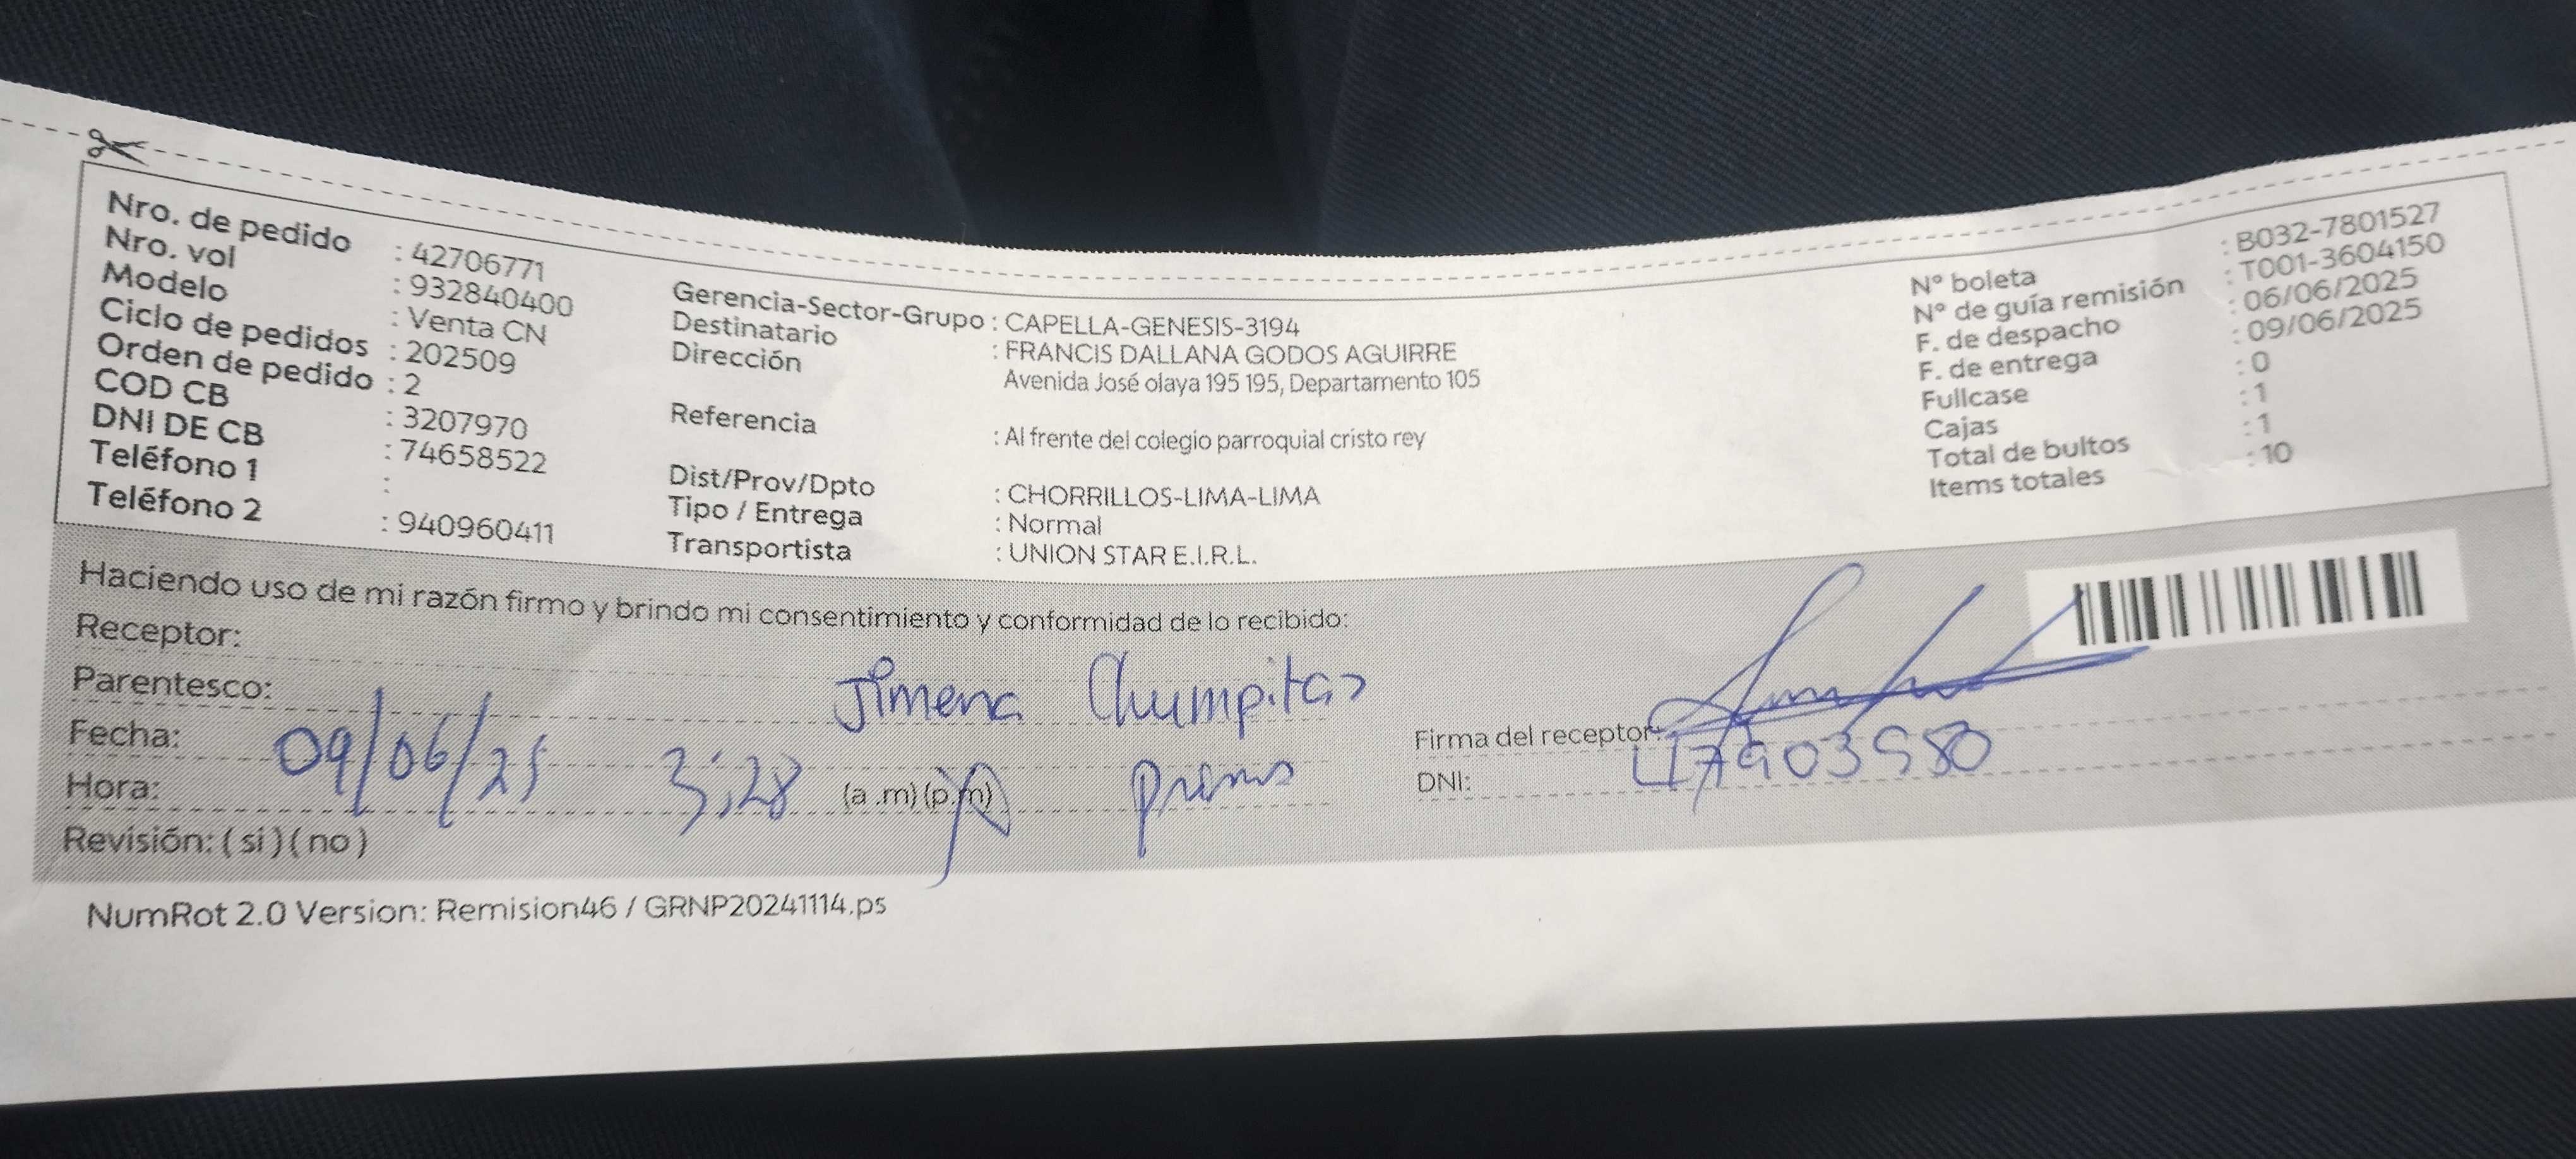 Nro. de pedido : 42706771
Nro. vol : 932840400
Modelo : Venta CN
Ciclo de pedidos : 202509
Orden de pedido : 2
COD CB : 3207970
DNI DE CB : 74658522
Teléfono 1 :
Teléfono 2 : 940960411
Gerencia-Sector-Grupo : CAPELLA-GENESIS-3194
Destinatario : FRANCIS DALLANA GODOS AGUIRRE
Dirección Avenida José olaya 195 195, Departamento 105
Referencia : Al frente del colegio parroquial cristo rey
Dist/Prov/Dpto : CHORRILLOS-LIMA-LIMA
Tipo / Entrega : Normal
Transportista : UNION STAR E.I.R.L.
N° boleta : B032-7801527
N° de guía remisión : T001-3604150
F. de despacho : 06/06/2025
F. de entrega : 09/06/2025
Fullcase : 0
Cajas : 1
Total de bultos : 1
Items totales : 10
Haciendo uso de mi razón firmo y brindo mi consentimiento y conformidad de lo recibido:
Receptor:
Parentesco: Jimena Chumpitas
Fecha: 09/06/25
Firma del receptor:
Hora: 3:28 (a .m) (p.m)
DNI:
Revisión: ( si ) ( no )
NumRot 2.0 Version: Remision46 / GRNP20241114.ps